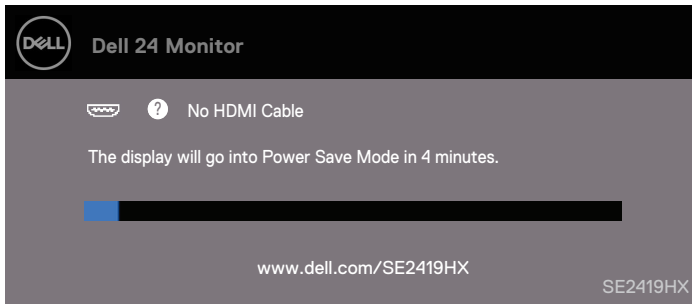 DELL
Dell 24 Monitor
? No HDMI Cable
The display will go into Power Save Mode in 4 minutes.
www.dell.com/SE2419HX
SE2419HX